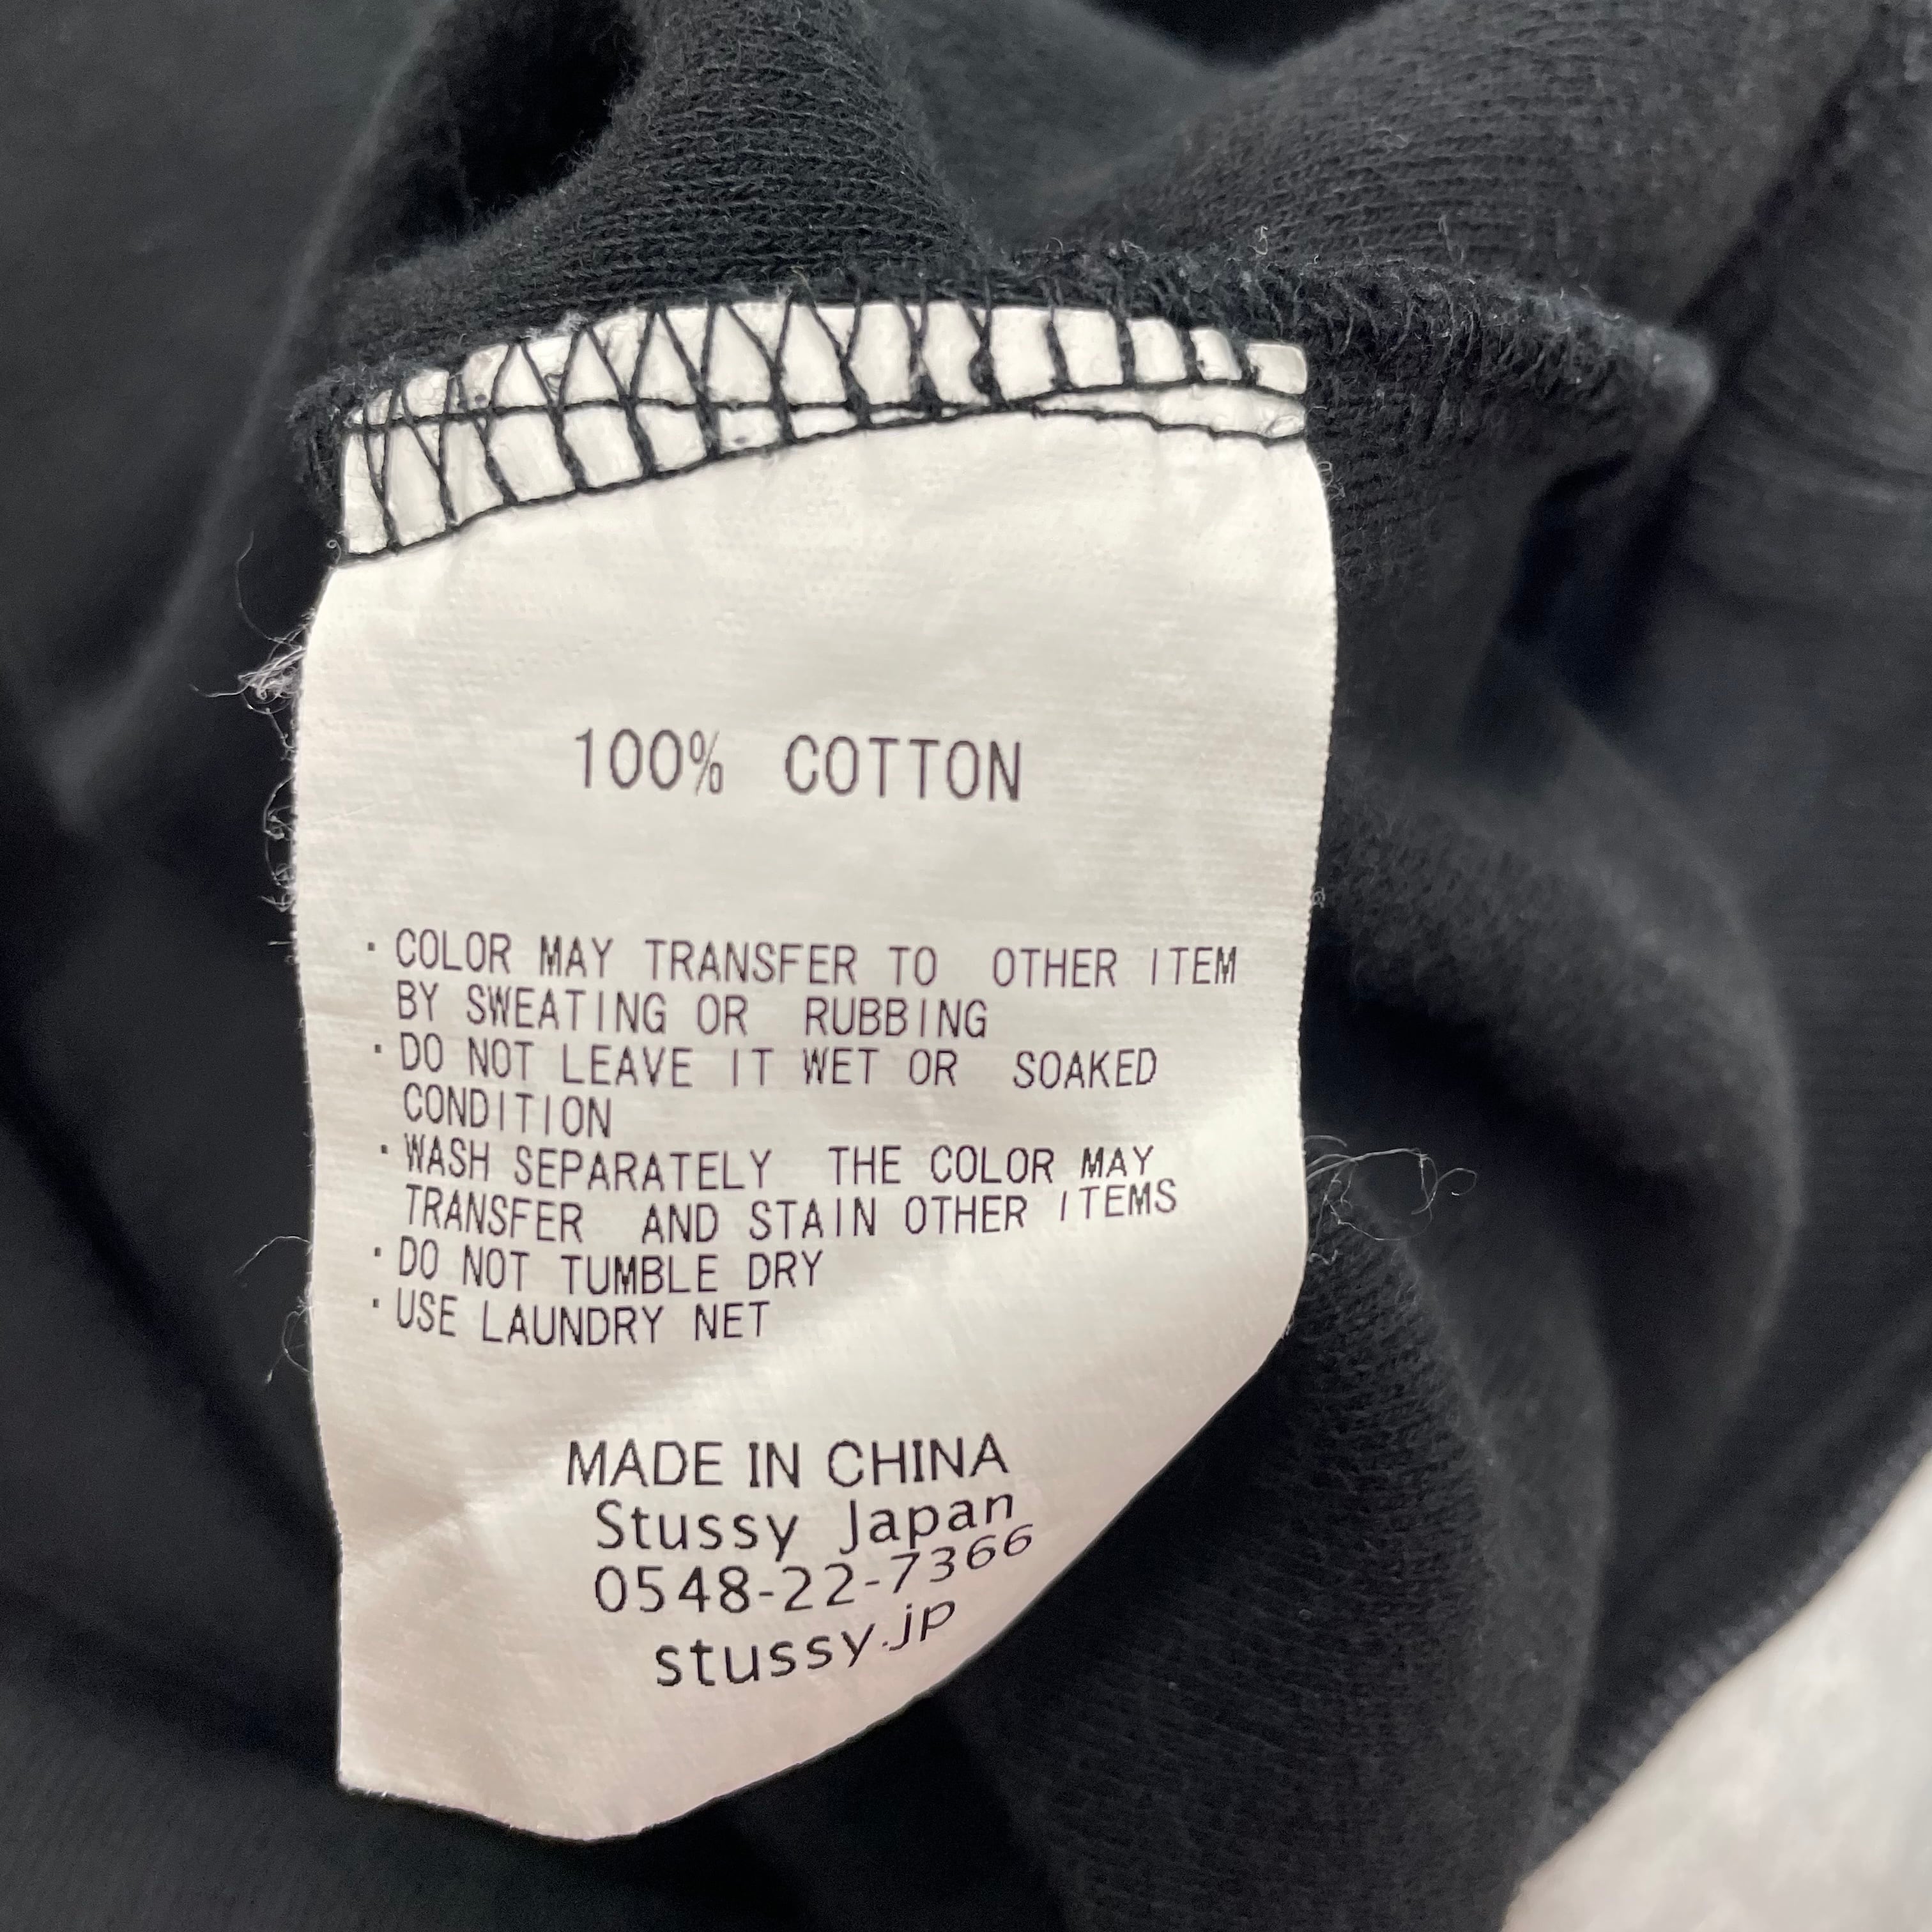 100% COTTON
・COLOR MAY TRANSFER TO OTHER ITEM
BY SWEATING OR RUBBING
・DO NOT LEAVE IT WET OR SOAKED
CONDITION
・WASH SEPARATELY THE COLOR MAY
TRANSFER AND STAIN OTHER ITEMS
・DO NOT TUMBLE DRY
・USE LAUNDRY NET
MADE IN CHINA
Stussy Japan
0548-22-7366
stussy.jp